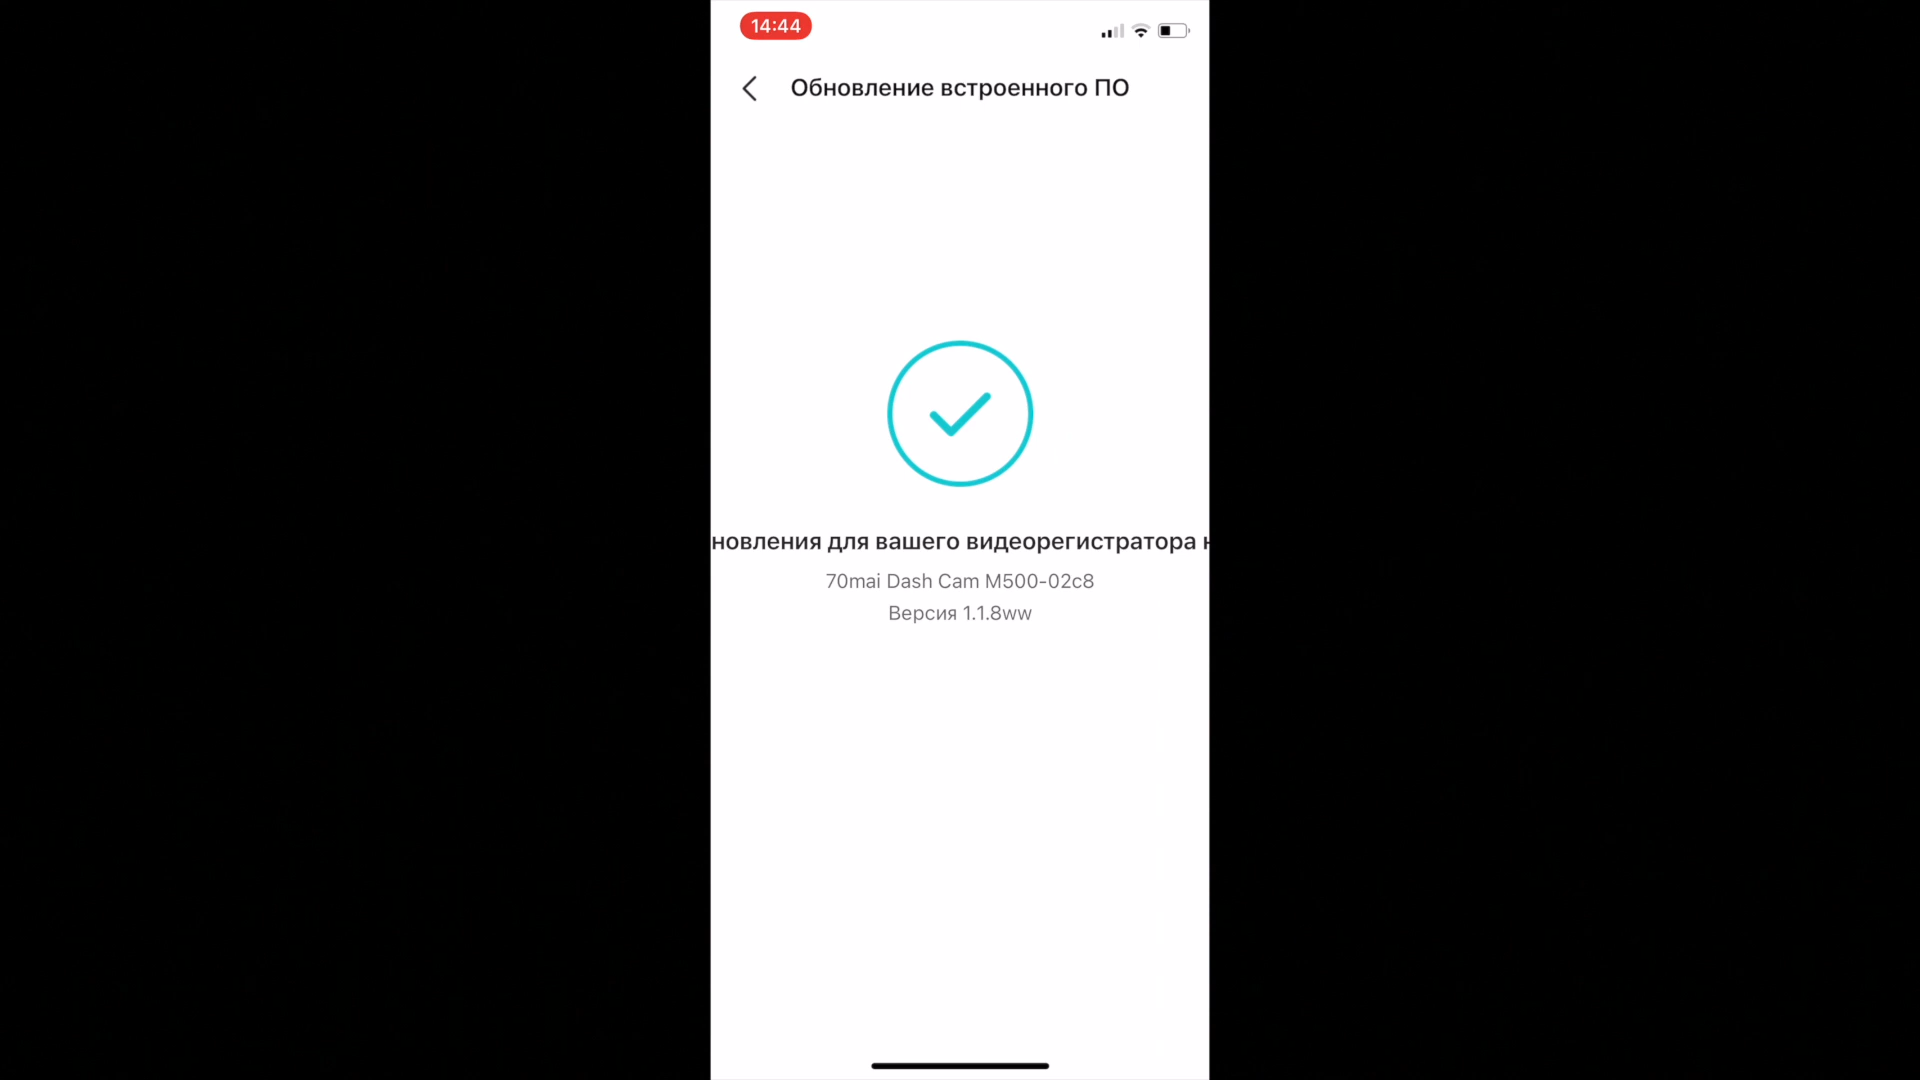 14:44
Обновление встроенного ПО
новления для вашего видеорегистратора
70mai Dash Cam M500-02c8
Версия 1.1.8ww